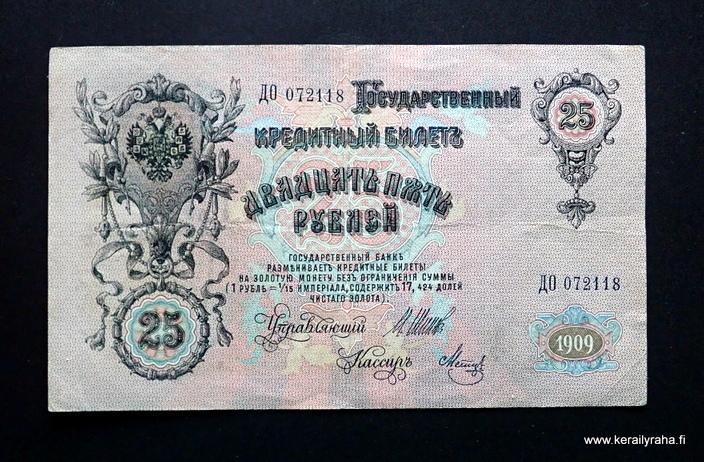 ДО 072118 Государственный
25
кредитный билетъ
двадцать пять
рублей
ГОСУДАРСТВЕННЫЙ БАНКЪ
РАЗМѢНИВАЕТЪ КРЕДИТНЫЕ БИЛЕТЫ
НА ЗОЛОТУЮ МОНЕТУ БЕЗЪ ОГРАНИЧЕНІЯ СУММЫ
(1 РУБЛЬ = 1/15 ИМПЕРІАЛА, СОДЕРЖИТЪ 17, 424 ДОЛЕЙ
ЧИСТАГО ЗОЛОТА).
ДО 072118
25
Управляющій
Кассиръ
1909
www.kerailyraha.fi